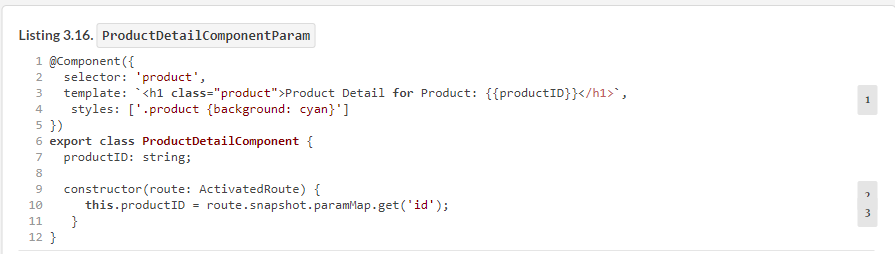 Listing 3.16. ProductDetailComponentParam
1 @Component({
2   selector: 'product',
3   template: `<h1 class="product">Product Detail for Product: {{productID}}</h1>`,
1
4    styles: ['.product {background: cyan}']
5 })
6 export class ProductDetailComponent {
7   productID: string;
8
9   constructor(route: ActivatedRoute) {
2
10      this.productID = route.snapshot.paramMap.get('id');
3
11    }
12 }